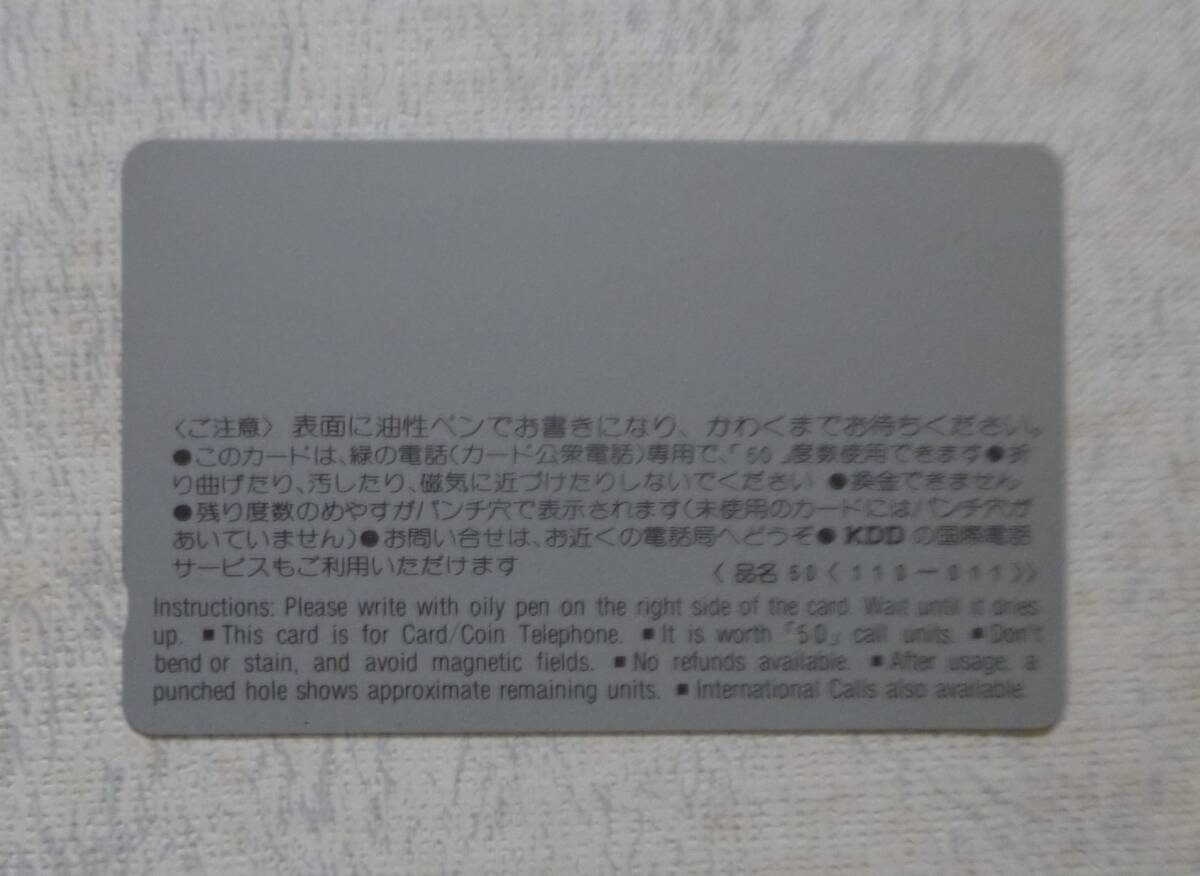 〈ご注意〉 表面に油性ペンでお書きになり、かわくまでお待ちください。
●このカードは、緑の電話(カード公衆電話)専用で、「50」度数使用できます●折
り曲げたり、汚したり、磁気に近づけたりしないでください ●換金できません
●残り度数のめやすがパンチ穴で表示されます(未使用のカードにはパンチ穴が
あいていません)●お問い合せは、お近くの電話局へどうぞ●KDDの国際電話
サービスもご利用いただけます 〈品名50〈110-011〉〉
Instructions: Please write with oily pen on the right side of the card. Wait until it dries
up. ■This card is for Card/Coin Telephone. ■It is worth「50」call units. ■Don't
bend or stain, and avoid magnetic fields. ■No refunds available. ■After usage, a
punched hole shows approximate remaining units. ■International Calls also available.